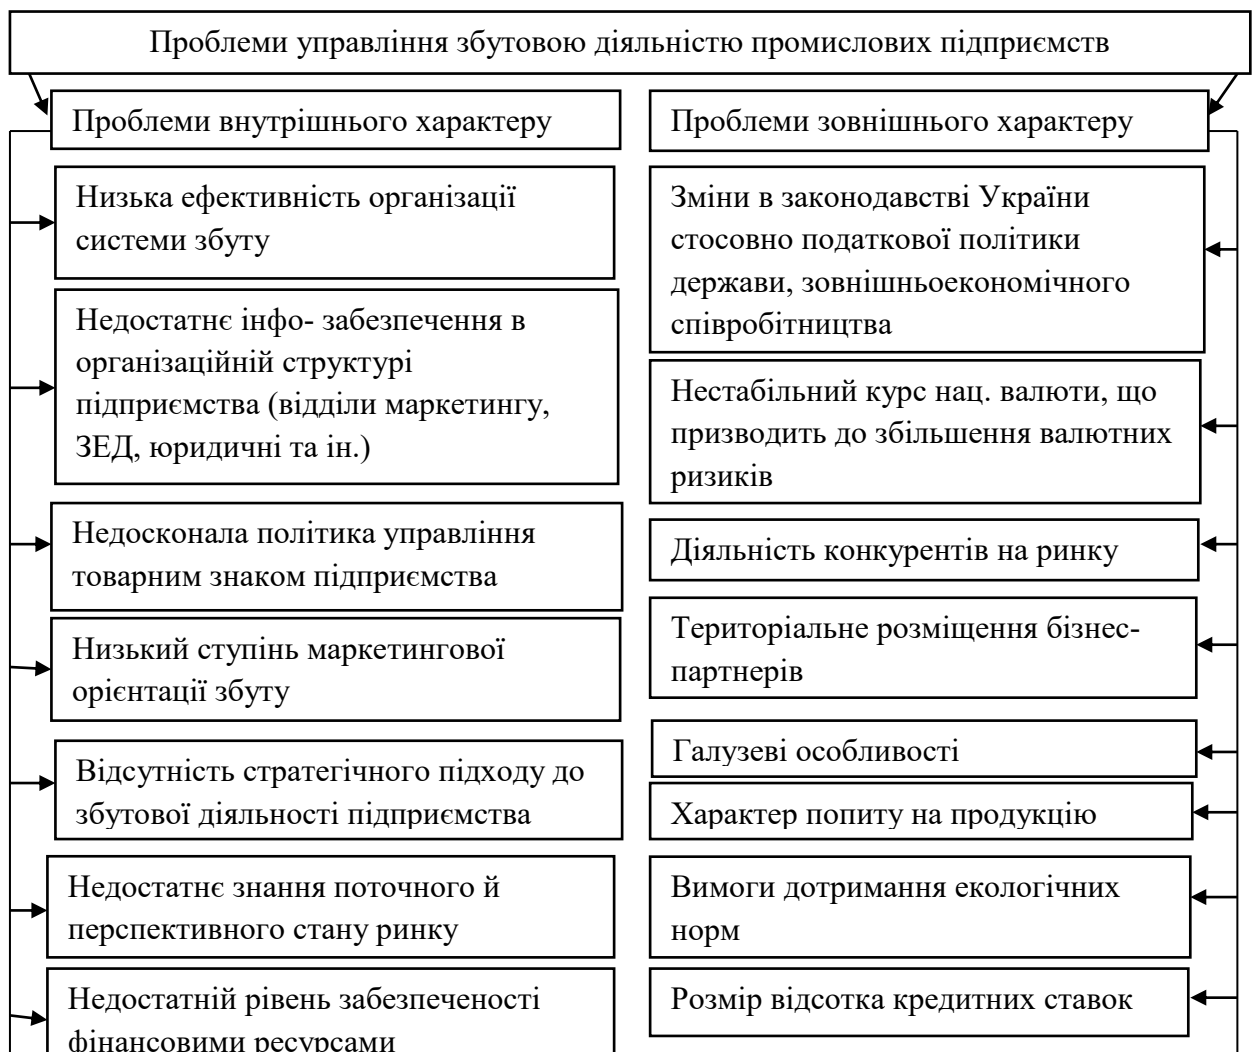 Проблеми управління збутовою діяльністю промислових підприємств
Проблеми внутрішнього характеру
Низька ефективність організації
системи збуту
Недостатнє інфо- забезпечення в
організаційній структурі
підприємства (відділи маркетингу,
ЗЕД, юридичні та ін.)
Недосконала політика управління
товарним знаком підприємства
Низький ступінь маркетингової
орієнтації збуту
Відсутність стратегічного підходу до
збутової діяльності підприємства
Недостатнє знання поточного й
перспективного стану ринку
Недостатній рівень забезпеченості
фінансовими ресурсами
Проблеми зовнішнього характеру
Зміни в законодавстві України
стосовно податкової політики
держави, зовнішньоекономічного
співробітництва
Нестабільний курс нац. валюти, що
призводить до збільшення валютних
ризиків
Діяльність конкурентів на ринку
Територіальне розміщення бізнес-
партнерів
Галузеві особливості
Характер попиту на продукцію
Вимоги дотримання екологічних
норм
Розмір відсотка кредитних ставок